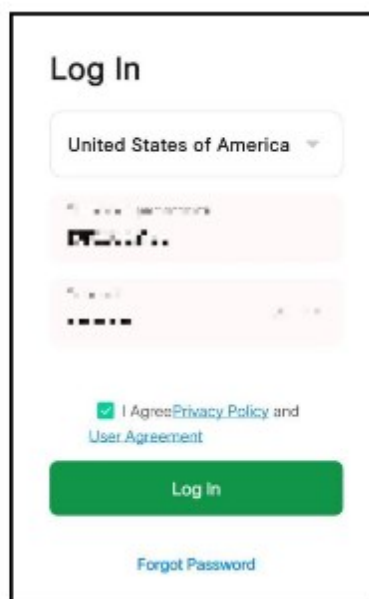 Log In
United States of America
I AgreePrivacy Policy and
User Agreement
Log In
Forgot Password